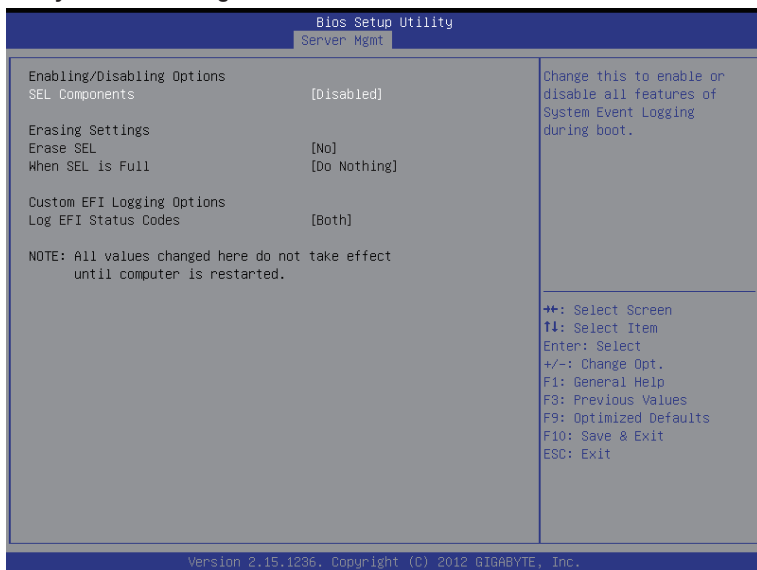 Bios Setup Utility
Server Mgmt
Enabling/Disabling Options
SEL Components [Disabled]
Erasing Settings
Erase SEL [No]
When SEL is Full [Do Nothing]
Custom EFI Logging Options
Log EFI Status Codes [Both]
NOTE: All values changed here do not take effect
until computer is restarted.
Change this to enable or
disable all features of
System Event Logging
during boot.
→←: Select Screen
↑↓: Select Item
Enter: Select
+/-: Change Opt.
F1: General Help
F3: Previous Values
F9: Optimized Defaults
F10: Save & Exit
ESC: Exit
Version 2.15.1236. Copyright (C) 2012 GIGABYTE, Inc.